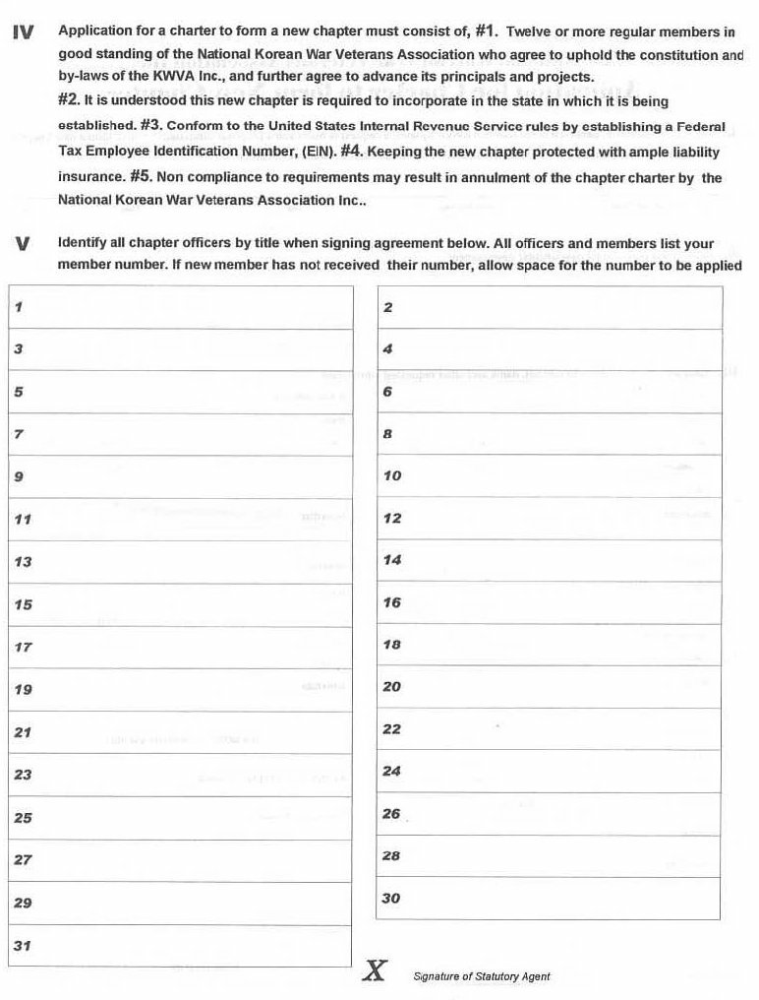 IV Application for a charter to form a new chapter must consist of, #1. Twelve or more regular members in
good standing of the National Korean War Veterans Association who agree to uphold the constitution and
by-laws of the KWVA Inc., and further agree to advance its principals and projects.
#2. It is understood this new chapter is required to incorporate in the state in which it is being
established. #3. Conform to the United States Internal Revenue Service rules by establishing a Federal
Tax Employee Identification Number, (EIN). #4. Keeping the new chapter protected with ample liability
insurance. #5. Non compliance to requirements may result in annulment of the chapter charter by the
National Korean War Veterans Association Inc..
V Identify all chapter officers by title when signing agreement below. All officers and members list your
member number. If new member has not received their number, allow space for the number to be applied
1 2
3 4
5 6
7 8
9 10
11 12
13 14
15 16
17 18
19 20
21 22
23 24
25 26
27 28
29 30
31
X Signature of Statutory Agent